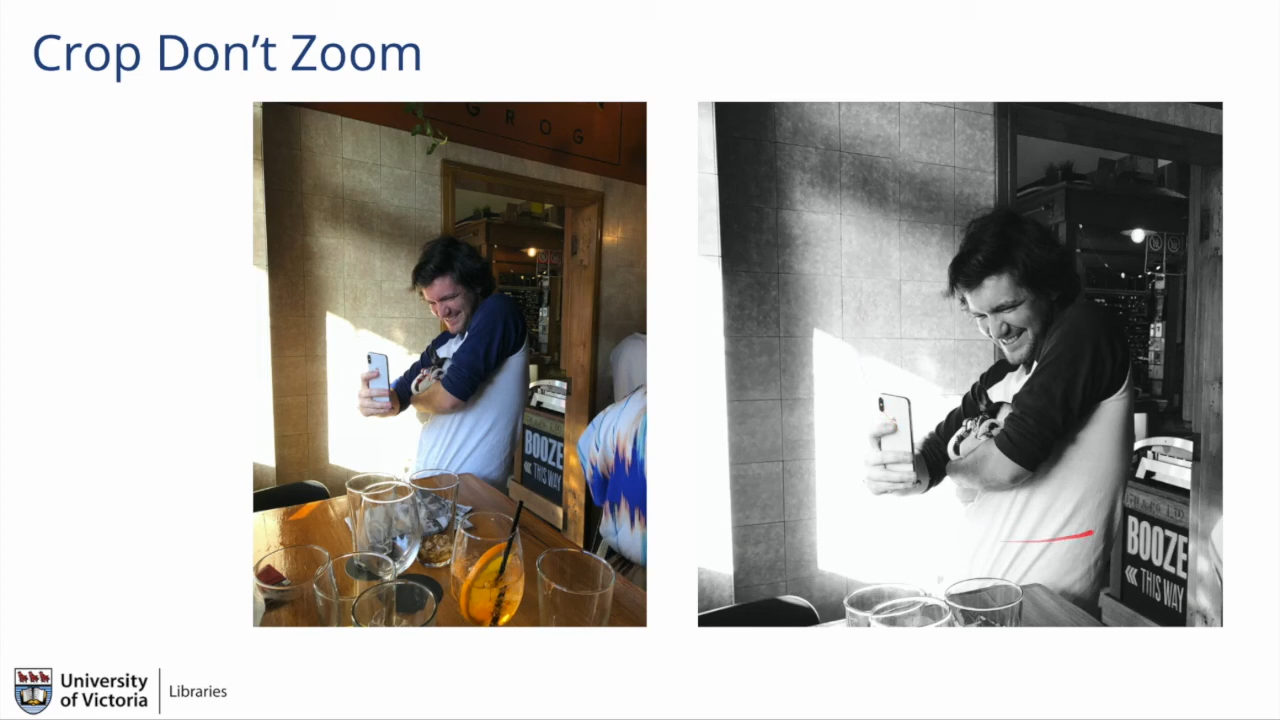 Crop Don't Zoom
GROG
BOOZE
THIS WAY
BOOZE
THIS WAY
University
of Victoria
Libraries